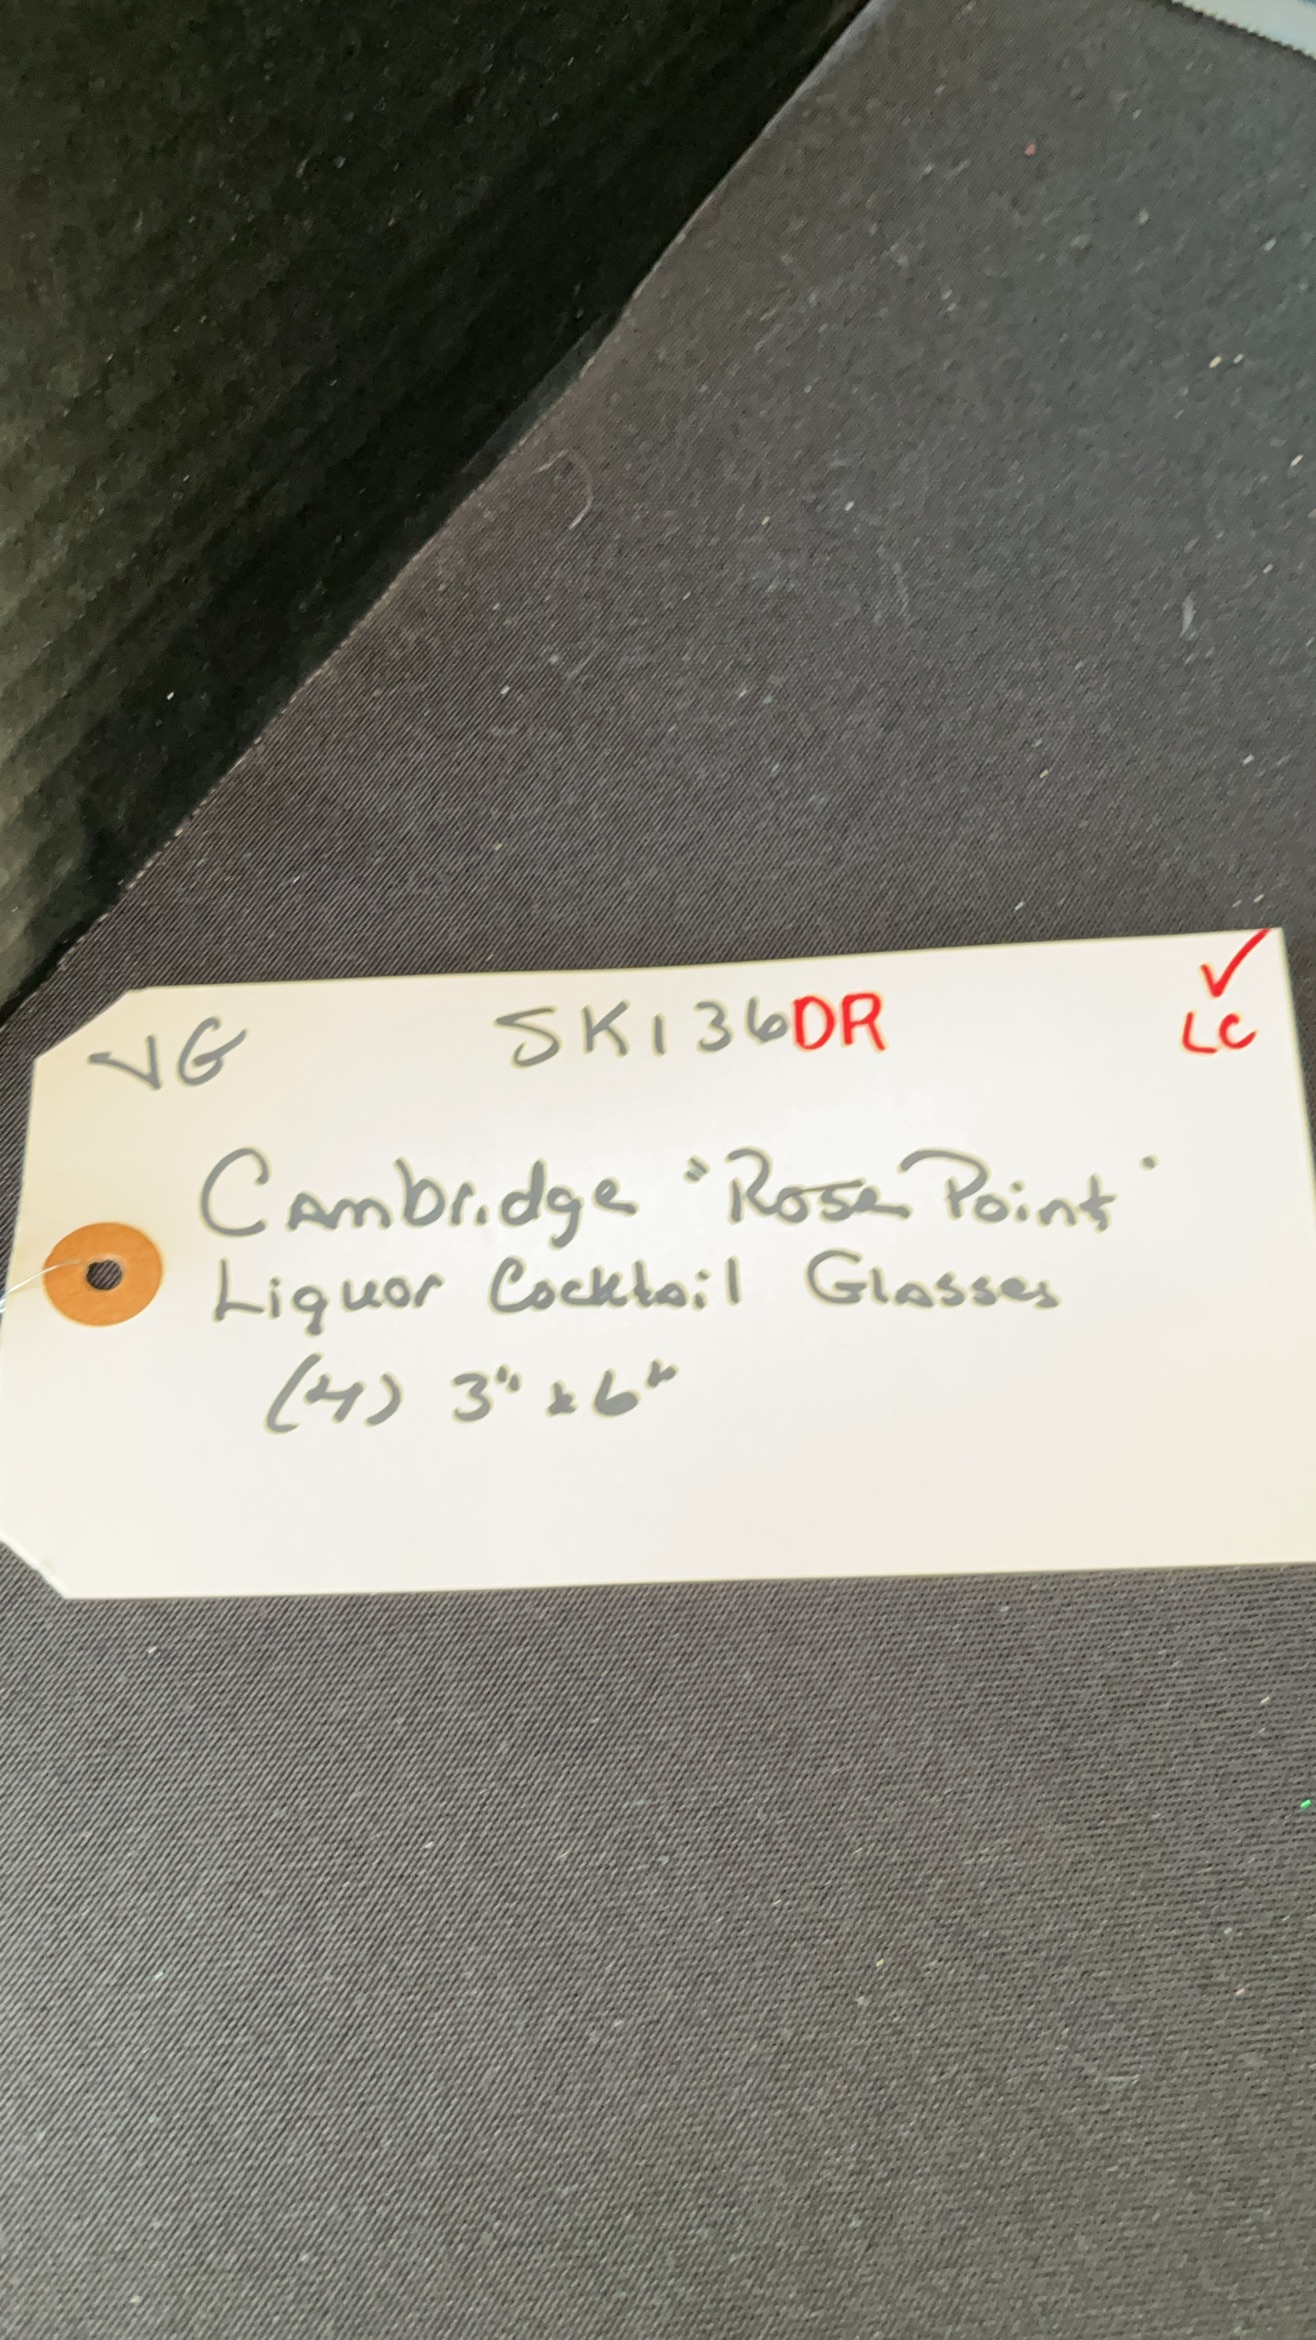 VG SK136DR ✓
LC
Cambridge "Rose Point"
Liquor Cocktail Glasses
(4) 3" x 6"